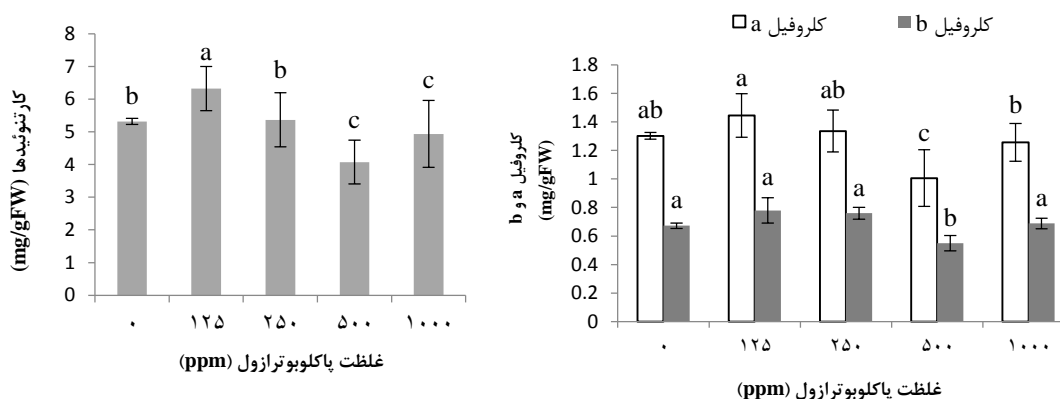 8
7
6
5
4
3
2
1
0
کارتنوئیدها (mg/gFW)
b
a
b
c
c
۰ ۱۲۵ ۲۵۰ ۵۰۰ ۱۰۰۰
غلظت پاکلوبوترازول (ppm)
کلروفیل a کلروفیل b
1.8
1.6
1.4
1.2
1
0.8
0.6
0.4
0.2
0
کلروفیل a و b
(mg/gFW)
ab
a
a
a
ab
a
c
b
b
a
۰ ۱۲۵ ۲۵۰ ۵۰۰ ۱۰۰۰
غلظت پاکلوبوترازول (ppm)